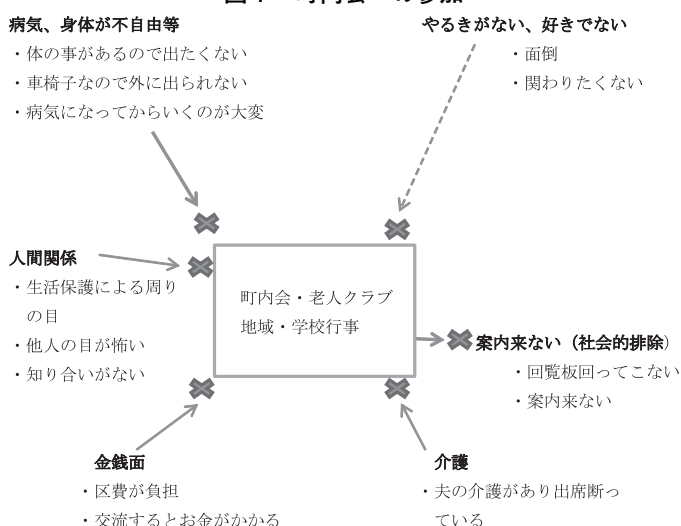 病気、身体が不自由等
・体の事があるので出たくない
・車椅子なので外に出られない
・病気になってからいくのが大変
やるきがない、好きでない
・面倒
・関わりたくない
人間関係
・生活保護による周り
の目
・他人の目が怖い
・知り合いがない
町内会・老人クラブ
地域・学校行事
案内来ない（社会的排除）
・回覧板回ってこない
・案内来ない
金銭面
・区費が負担
・交流するとお金がかかる
介護
・夫の介護があり出席断っ
ている